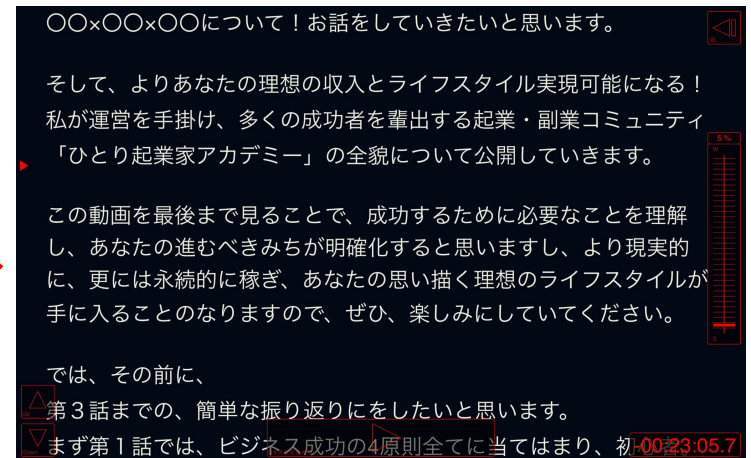 〇〇×〇〇×〇〇について！お話をしていきたいと思います。
そして、よりあなたの理想の収入とライフスタイル実現可能になる！
私が運営を手掛け、多くの成功者を輩出する起業・副業コミュニティ
「ひとり起業家アカデミー」の全貌について公開していきます。
5%
この動画を最後まで見ることで、成功するために必要なことを理解
し、あなたの進むべきみちが明確化すると思いますし、より現実的
に、更には永続的に稼ぎ、あなたの思い描く理想のライフスタイルが
手に入ることのなりますので、ぜひ、楽しみにしていてください。
では、その前に、
第３話までの、簡単な振り返りにをしたいと思います。
まず第１話では、ビジネス成功の4原則全てに当てはまり、初心者
-00:23:05.7